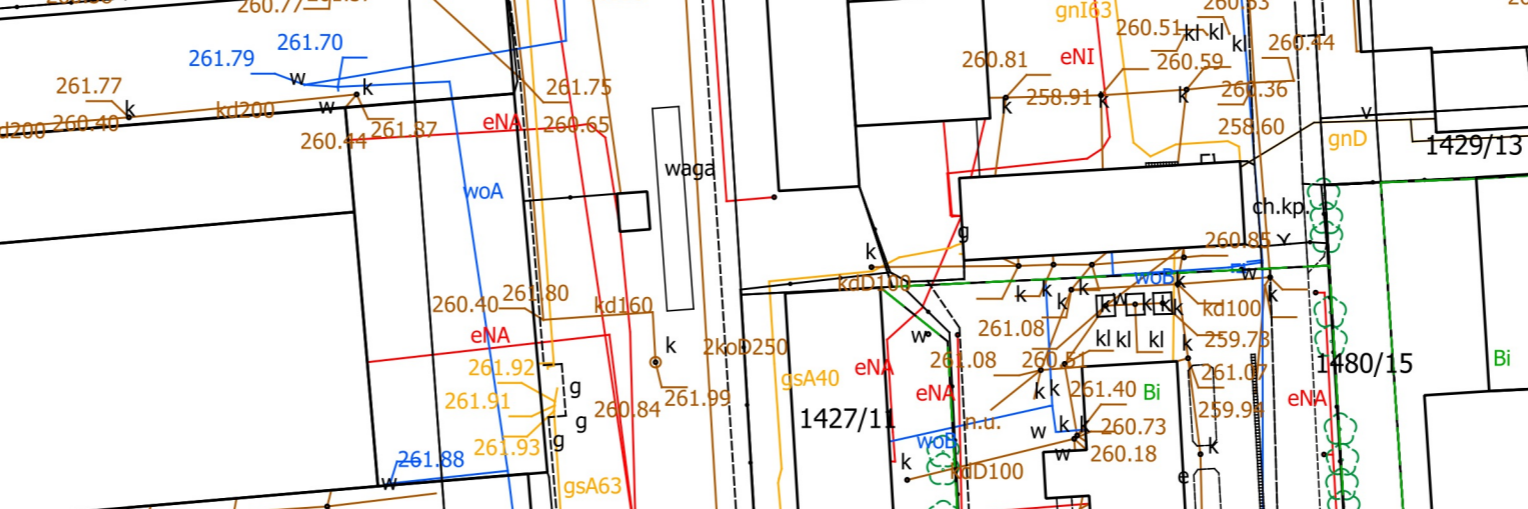 260.77
gnI63
260.53
260.51
kl kl
kl
260.44
261.70
261.79
w
eNI
260.81
260.59
261.77
k
261.75
k
258.91
k
k
260.36
kd200
w
d200
260.40
k
kd200
eNA
260.65
261.87
260.44
258.60
v
gnD
1429/13
waga
woA
ch.kp.
g
k
260.85
kdD100
woB
w
260.40
261.80
kd160
k
k
k
k
w
k
k
k
kd100
k
261.08
eNA
k
2koD250
w
kl
kl
kl
259.73
k
261.92
g
gsA40
eNA
261.08
260.51
261.07
1480/15
Bi
261.91
260.84
261.99
eNA
k
k
261.40
Bi
259.94
eNA
g
1427/11
n.u.
260.73
261.93
g
woB
w
k
k
260.18
k
261.88
w
k
kdD100
w
e
gsA63